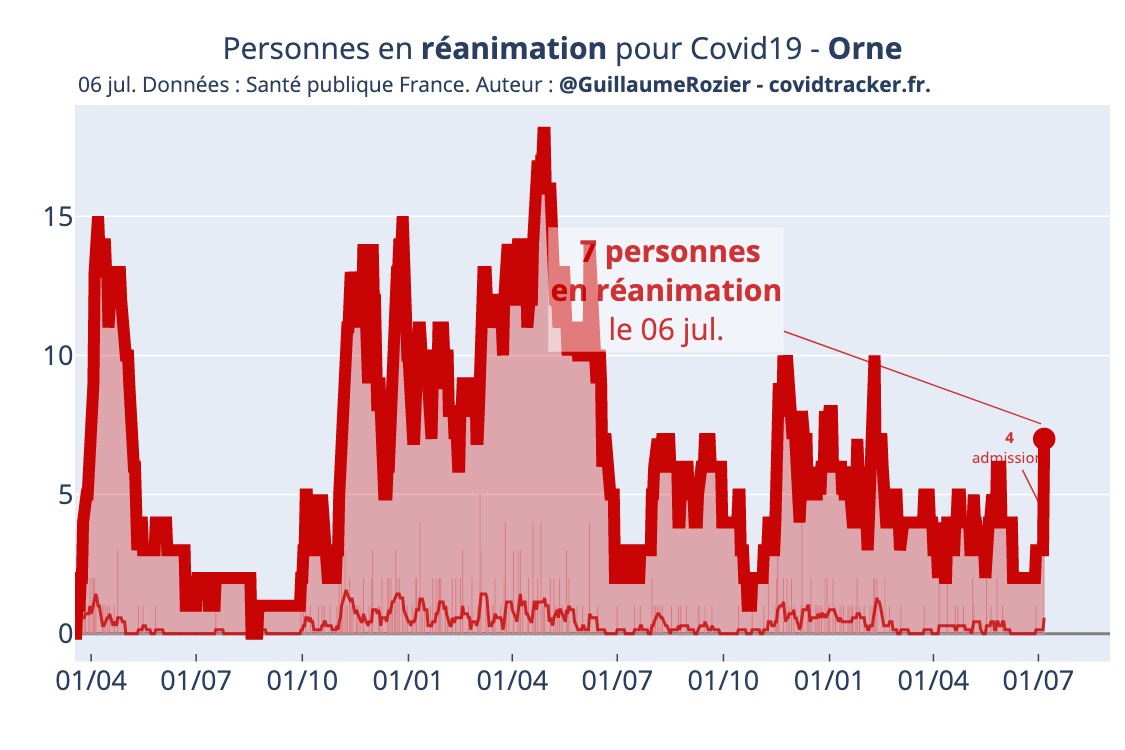 Personnes en réanimation pour Covid19 - Orne
06 jul. Données : Santé publique France. Auteur : @GuillaumeRozier - covidtracker.fr.
15
7 personnes
en réanimation
le 06 jul.
10
4
admission
5
0
01/04 01/07 01/10 01/01 01/04 01/07 01/10 01/01 01/04 01/07